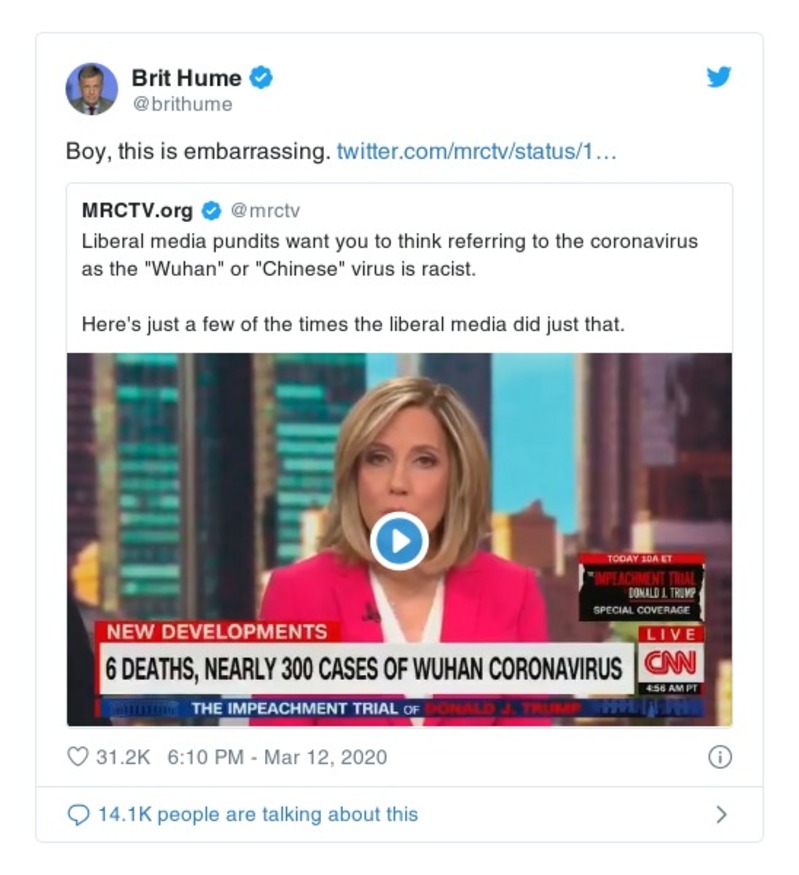 Brit Hume
@brithume
Boy, this is embarrassing. twitter.com/mrctv/status/1…
MRCTV.org @mrctv
Liberal media pundits want you to think referring to the coronavirus
as the "Wuhan" or "Chinese" virus is racist.
Here's just a few of the times the liberal media did just that.
TODAY 10A ET
THE IMPEACHMENT TRIAL
DONALD J. TRUMP
SPECIAL COVERAGE
NEW DEVELOPMENTS
LIVE
6 DEATHS, NEARLY 300 CASES OF WUHAN CORONAVIRUS
CNN
4:56 AM PT
THE IMPEACHMENT TRIAL OF DONALD J. TRUMP
31.2K 6:10 PM - Mar 12, 2020
14.1K people are talking about this